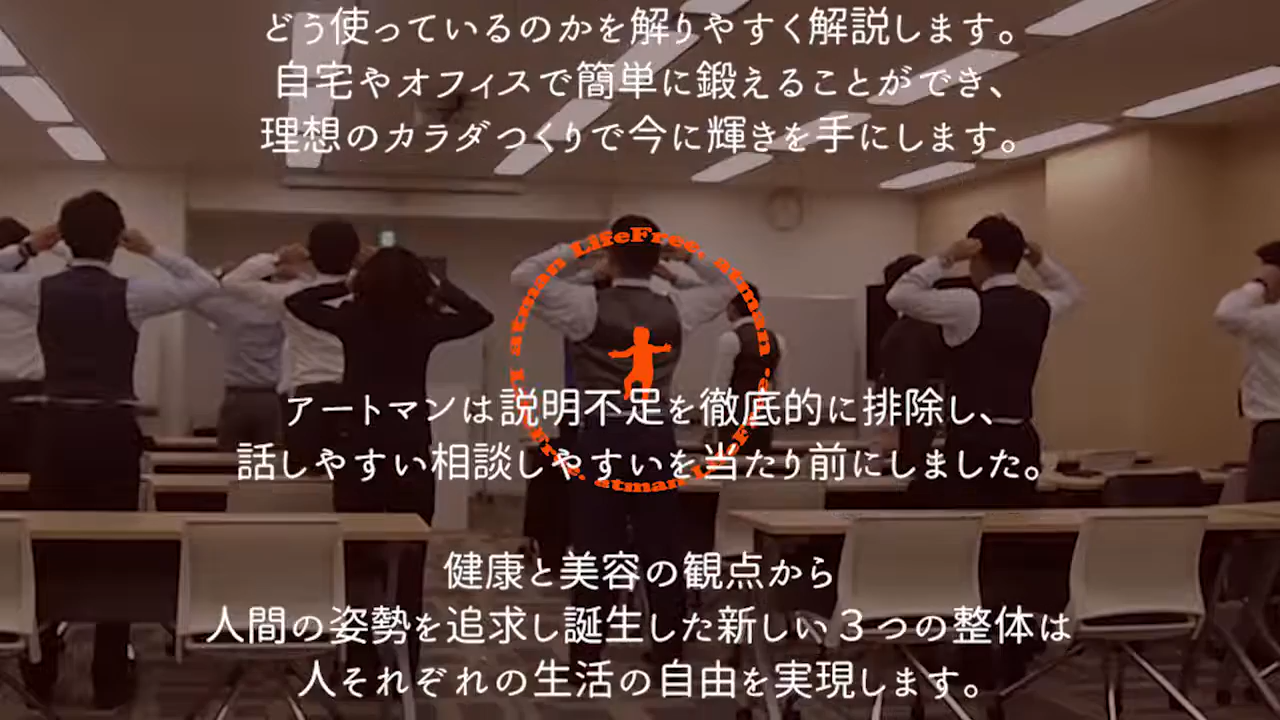 どう使っているのかを解りやすく解説します。
自宅やオフィスで簡単に鍛えることができ、
理想のカラダつくりで今に輝きを手にします。
atman LifeFree. atman LifeFree. atman LifeFree.
アートマンは説明不足を徹底的に排除し、
話しやすい相談しやすいを当たり前にしました。
健康と美容の観点から
人間の姿勢を追求し誕生した新しい３つの整体は
人それぞれの生活の自由を実現します。